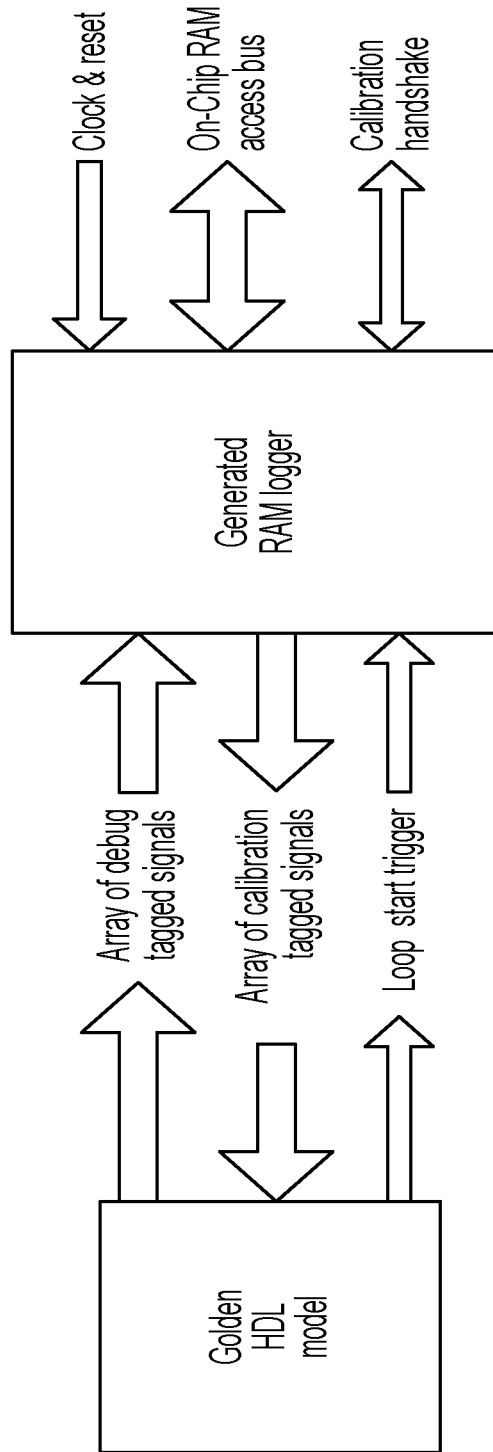 Golden
HDL
model
Array of debug
tagged signals
Array of calibration
tagged signals
Loop start trigger
Generated
RAM logger
Clock & reset
On-Chip RAM
access bus
Calibration
handshake